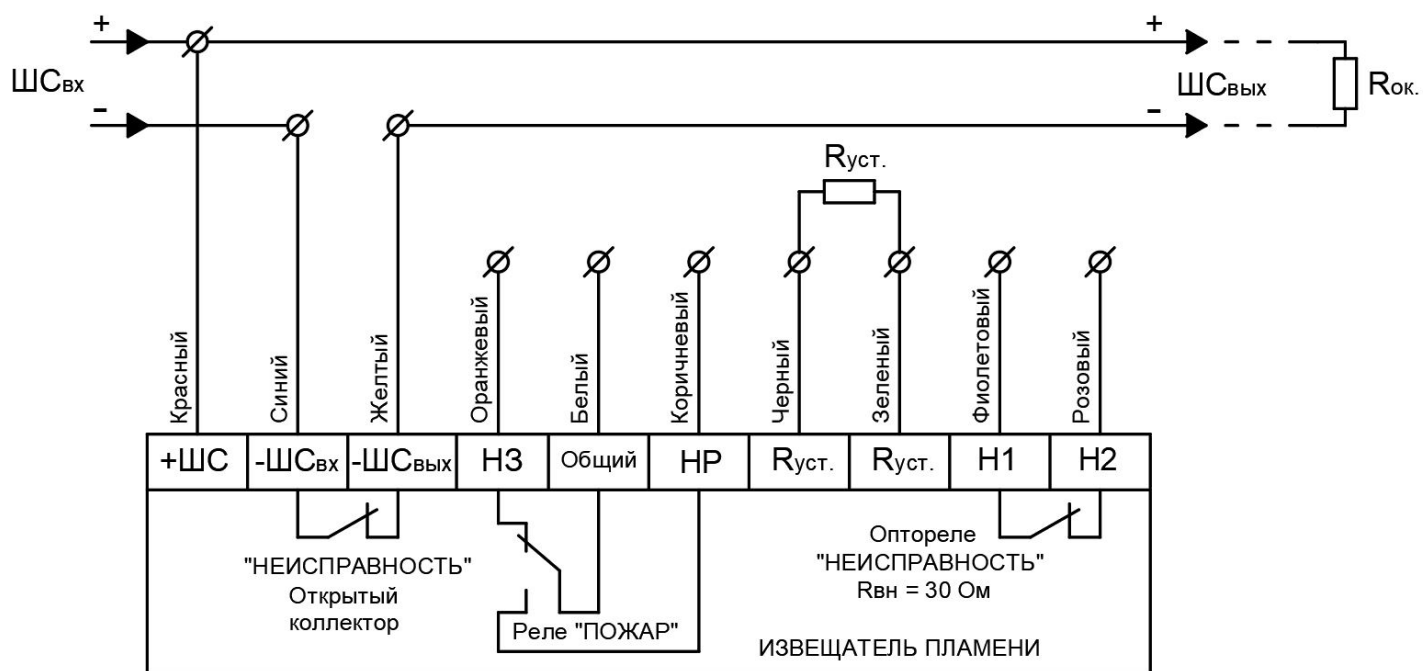 +
+
ШСвх
ШСвых
Rок.
-
-
Rуст.
Красный
Синий
Желтый
Оранжевый
Белый
Коричневый
Черный
Зеленый
Фиолетовый
Розовый
+ШС
-ШСвх
-ШСвых
НЗ
Общий
НР
Rуст.
Rуст.
Н1
Н2
"НЕИСПРАВНОСТЬ"
Открытый
коллектор
Реле "ПОЖАР"
Оптореле
"НЕИСПРАВНОСТЬ"
Rвн = 30 Ом
ИЗВЕЩАТЕЛЬ ПЛАМЕНИ